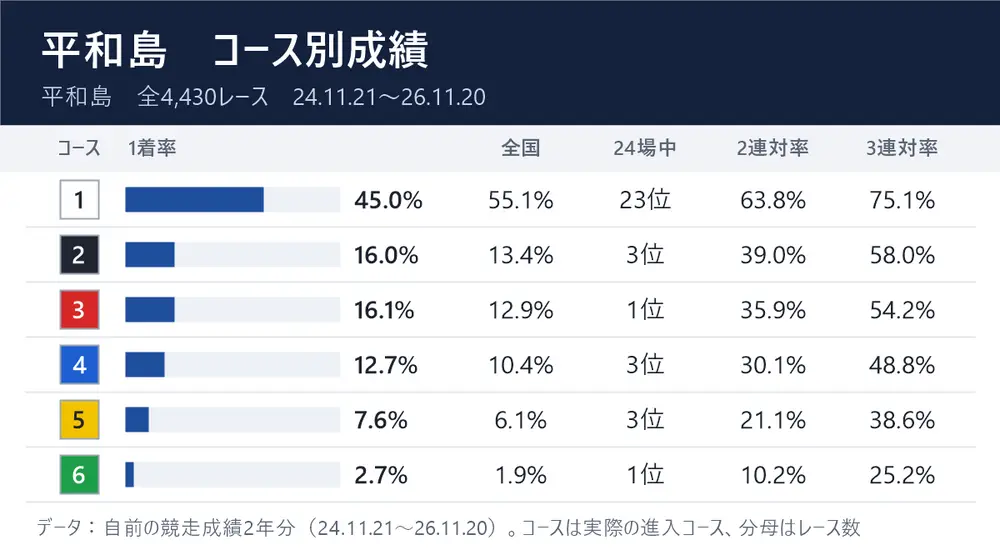 平和島　コース別成績
平和島　全4,430レース　24.11.21～26.11.20
コース 1着率 全国 24場中 2連対率 3連対率
1 45.0% 55.1% 23位 63.8% 75.1%
2 16.0% 13.4% 3位 39.0% 58.0%
3 16.1% 12.9% 1位 35.9% 54.2%
4 12.7% 10.4% 3位 30.1% 48.8%
5 7.6% 6.1% 3位 21.1% 38.6%
6 2.7% 1.9% 1位 10.2% 25.2%
データ：自前の競走成績2年分（24.11.21～26.11.20）。コースは実際の進入コース、分母はレース数